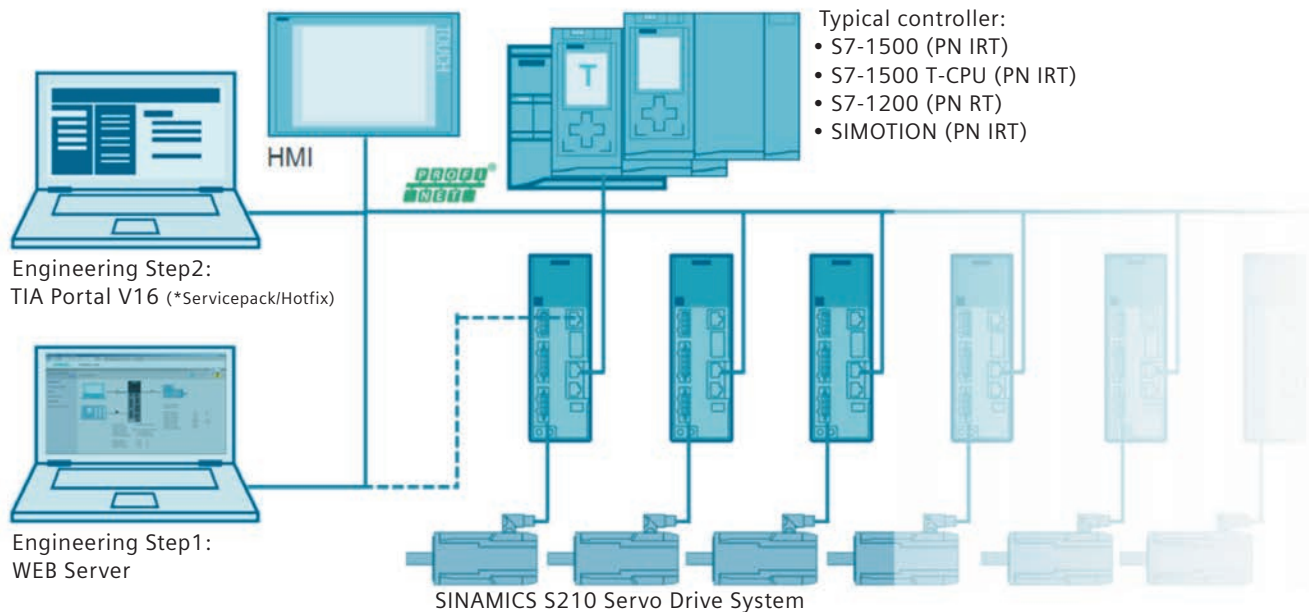 Typical controller:
• S7-1500 (PN IRT)
• S7-1500 T-CPU (PN IRT)
• S7-1200 (PN RT)
• SIMOTION (PN IRT)
TOUCH
T
HMI
PROFI
NET®
Engineering Step2:
TIA Portal V16 (*Servicepack/Hotfix)
Engineering Step1:
WEB Server
SINAMICS S210 Servo Drive System